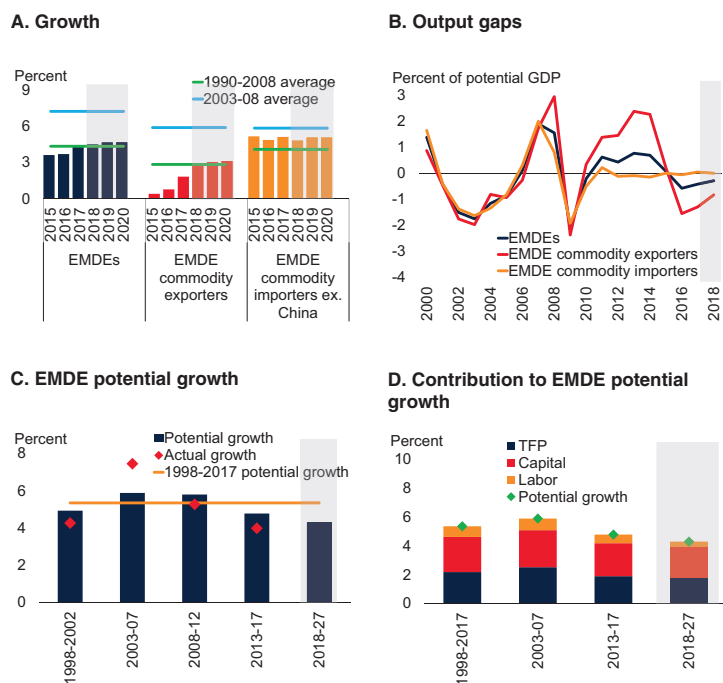 A. Growth
Percent
9
6
3
0
1990-2008 average
2003-08 average
2015
2016
2017
2018
2019
2020
2015
2016
2017
2018
2019
2020
2015
2016
2017
2018
2019
2020
EMDEs
EMDE
commodity
exporters
EMDE
commodity
importers ex.
China
B. Output gaps
Percent of potential GDP
3
2
1
0
-1
-2
-3
-4
EMDEs
EMDE commodity exporters
EMDE commodity importers
2000
2002
2004
2006
2008
2010
2012
2014
2016
2018
C. EMDE potential growth
Percent
8
6
4
2
0
Potential growth
Actual growth
1998-2017 potential growth
1998-2002
2003-07
2008-12
2013-17
2018-27
D. Contribution to EMDE potential
growth
Percent
10
8
6
4
2
0
TFP
Capital
Labor
Potential growth
1998-2017
2003-07
2013-17
2018-27